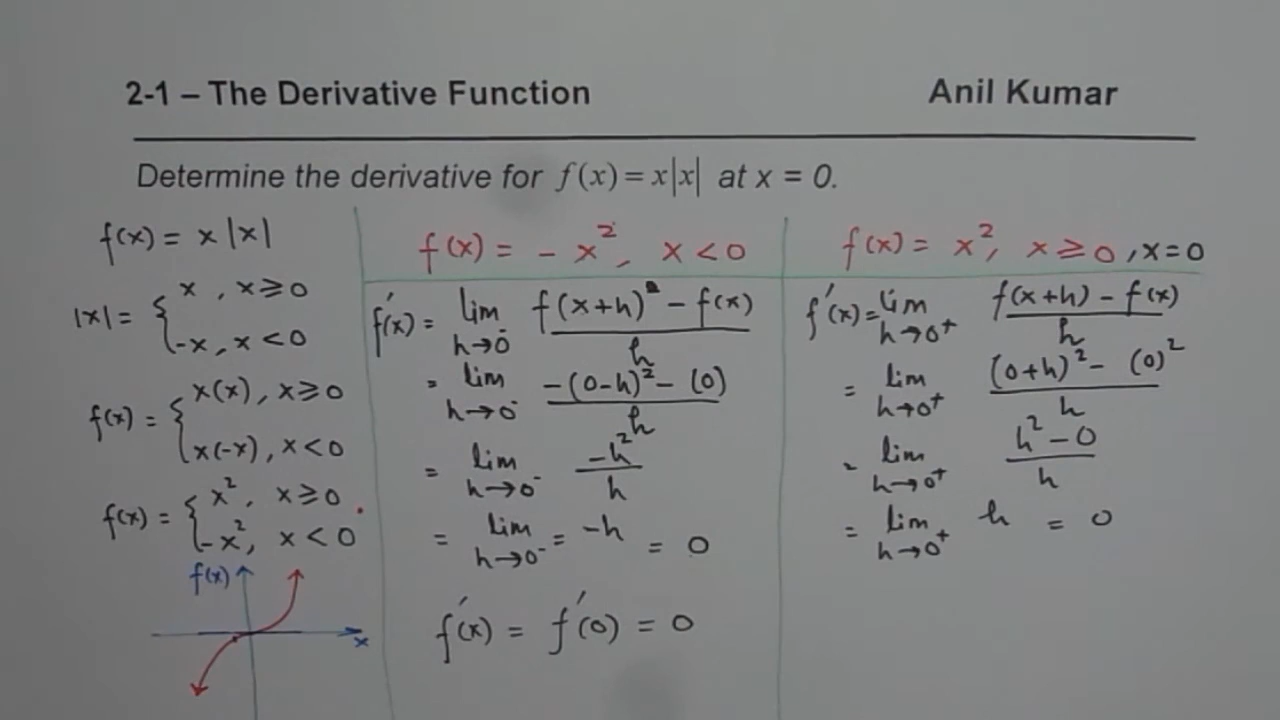 2-1 – The Derivative Function
Anil Kumar
Determine the derivative for f(x) = x|x| at x = 0.
f(x) = x |x|
|x| = { x , x ≥ 0
-x , x < 0
f(x) = { x(x) , x ≥ 0
x(-x) , x < 0
f(x) = { x², x ≥ 0
-x², x < 0
f(x)
x
f(x) = - x², x < 0
f'(x) = lim h→0⁻ f(x+h) - f(x) / h
= lim h→0⁻ -(0-h)² - (0) / h
= lim h→0⁻ -h² / h
= lim h→0⁻ = -h = 0
f'(x) = f'(0) = 0
f(x) = x², x ≥ 0 , x = 0
f'(x) = lim h→0⁺ f(x+h) - f(x) / h
= lim h→0⁺ (0+h)² - (0)² / h
= lim h→0⁺ h² - 0 / h
= lim h→0⁺ h = 0